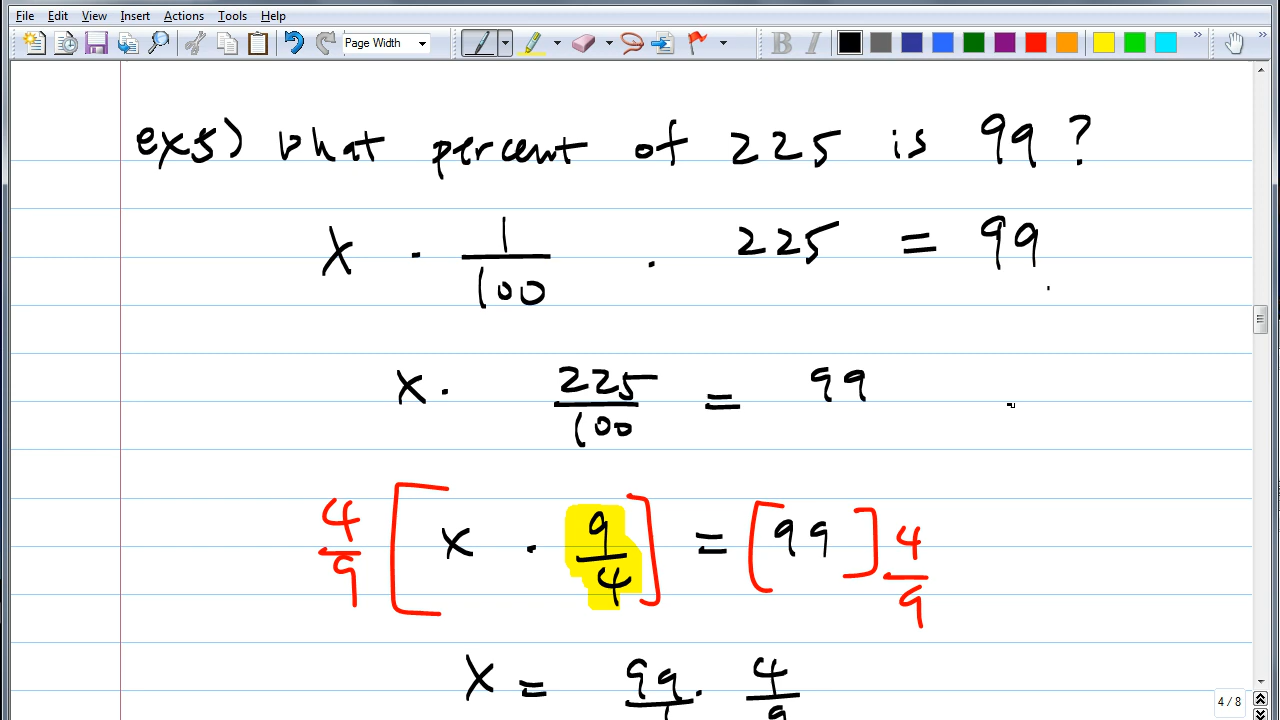 File Edit View Insert Actions Tools Help
Page Width B I
ex5) what percent of 225 is 99?
x · 1/100 · 225 = 99
x · 225/100 = 99
4/9 [ x · 9/4 ] = [ 99 ] 4/9
x = 99/1 · 4/9
4 / 8